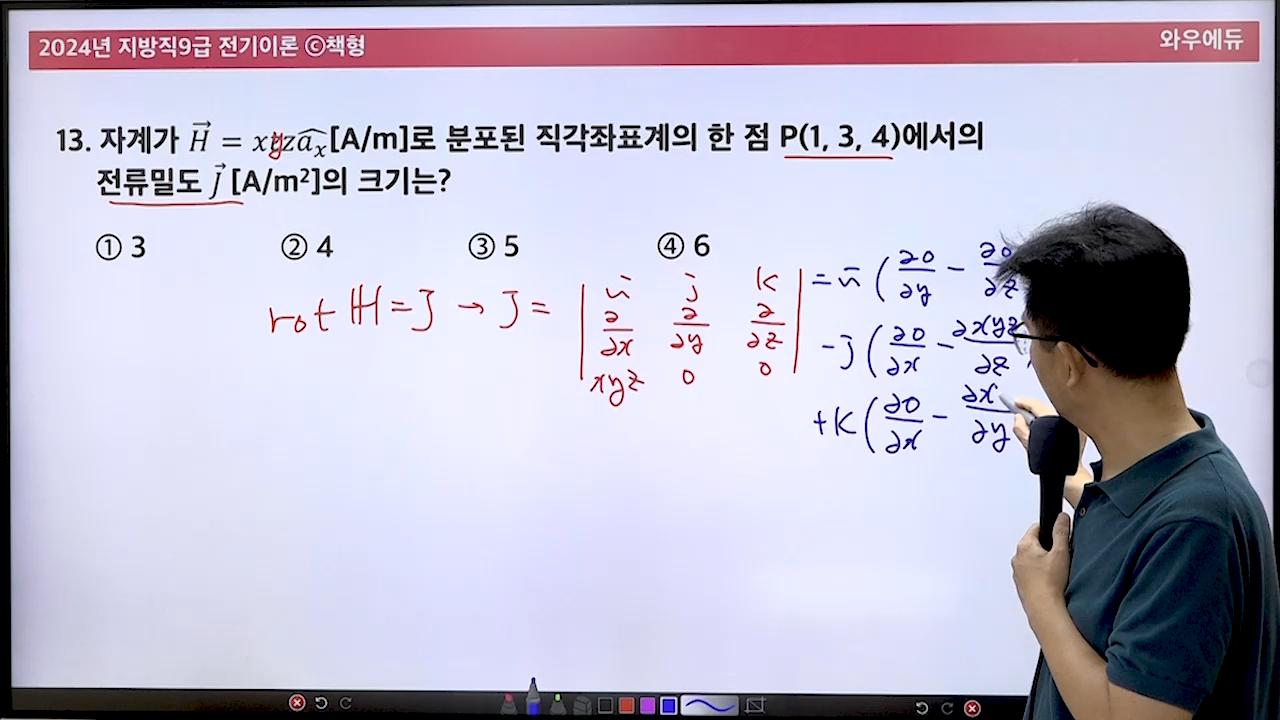 2024년 지방직9급 전기이론 ⓒ책형
와우에듀
13. 자계가 H⃗ = xyzâx[A/m]로 분포된 직각좌표계의 한 점 P(1, 3, 4)에서의
전류밀도 j⃗ [A/m²]의 크기는?
① 3 ② 4 ③ 5 ④ 6
rot H = J → J = | i j k
∂/∂x ∂/∂y ∂/∂z
xyz 0 0 |
= i ( ∂0/∂y − ∂0/∂z
− j ( ∂0/∂x − ∂xyz/∂z
+ k ( ∂0/∂x − ∂x/∂y